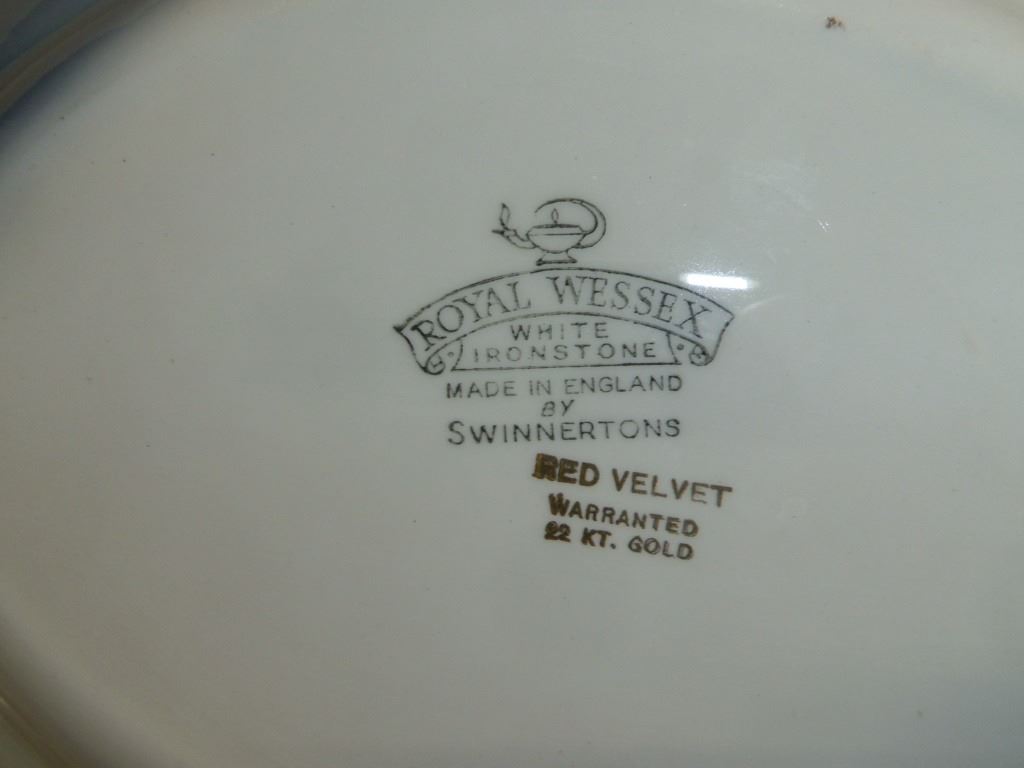 ROYAL WESSEX
WHITE
IRONSTONE
MADE IN ENGLAND
BY
SWINNERTONS
RED VELVET
WARRANTED
22 KT. GOLD